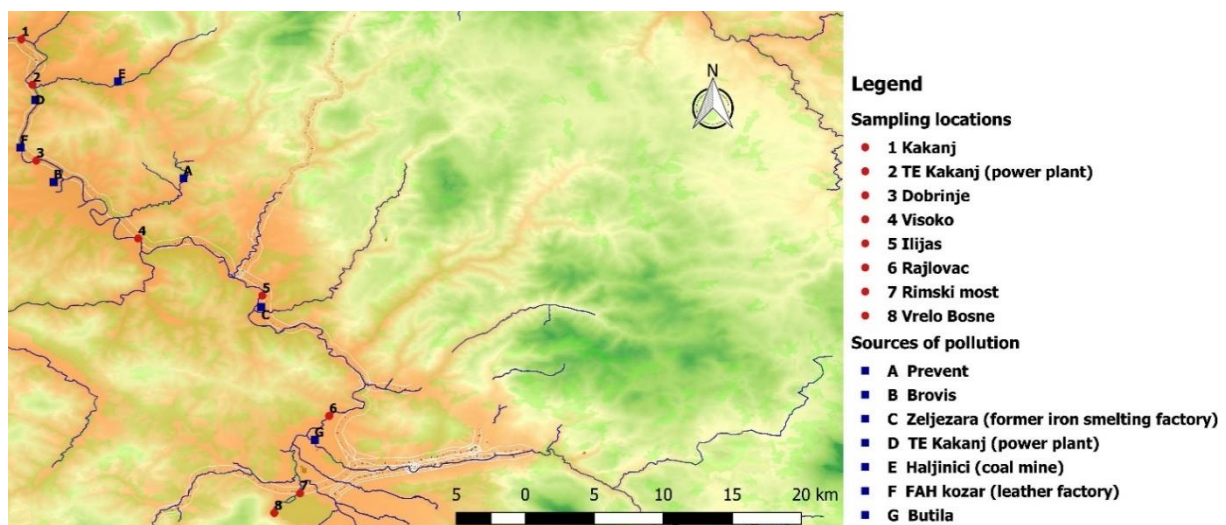 1
2
E
D
F
3
B
A
4
5
C
6
G
7
8
N
5 0 5 10 15 20 km
Legend
Sampling locations
1 Kakanj
2 TE Kakanj (power plant)
3 Dobrinje
4 Visoko
5 Ilijas
6 Rajlovac
7 Rimski most
8 Vrelo Bosne
Sources of pollution
A Prevent
B Brovis
C Zeljezara (former iron smelting factory)
D TE Kakanj (power plant)
E Haljinici (coal mine)
F FAH kozar (leather factory)
G Butila